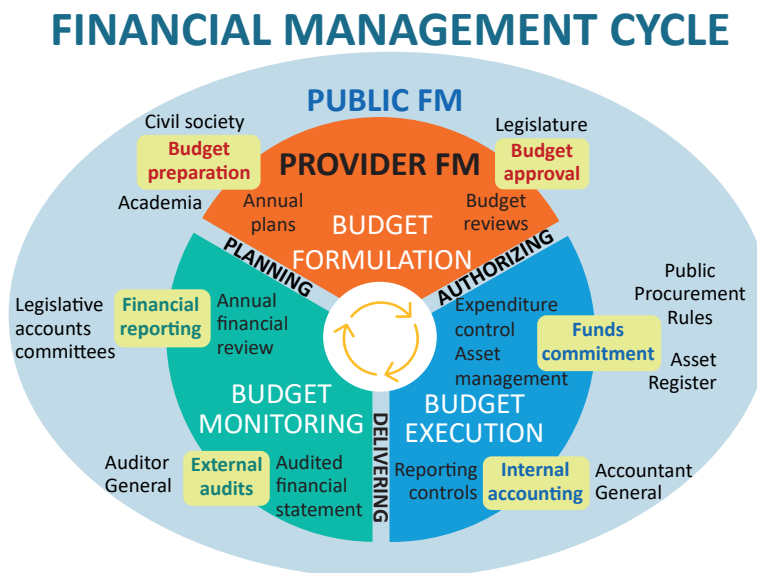 FINANCIAL MANAGEMENT CYCLE
PUBLIC FM
Civil society
Budget
preparation
Academia
PROVIDER FM
Legislature
Budget
approval
Annual
plans
Budget
reviews
BUDGET
FORMULATION
PLANNING
AUTHORIZING
Legislative
accounts
committees
Financial
reporting
Annual
financial
review
Expenditure
control
Asset
management
Funds
commitment
Public
Procurement
Rules
Asset
Register
BUDGET
MONITORING
BUDGET
EXECUTION
DELIVERING
Auditor
General
External
audits
Audited
financial
statement
Reporting
controls
Internal
accounting
Accountant
General